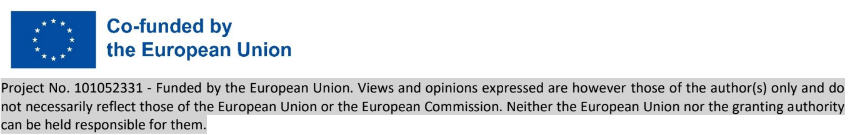 Co-funded by
the European Union
Project No. 101052331 - Funded by the European Union. Views and opinions expressed are however those of the author(s) only and do
not necessarily reflect those of the European Union or the European Commission. Neither the European Union nor the granting authority
can be held responsible for them.